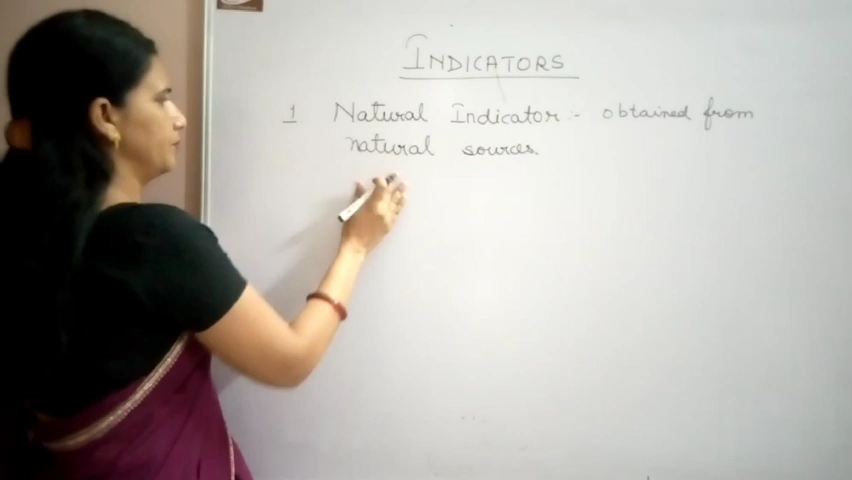 INDICATORS
1 Natural Indicator :- obtained from
natural sources.